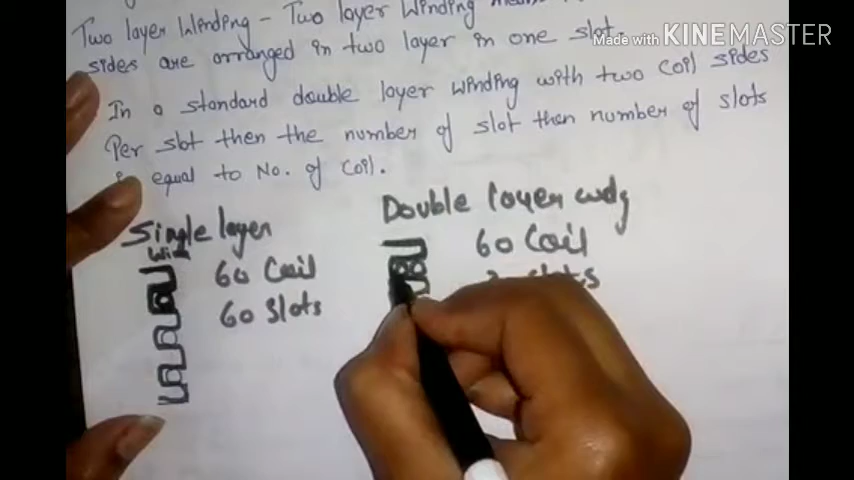 Two layer Winding - Two layer Winding means
sides are arranged in two layer in one slot.
Made with KINEMASTER
In a standard double layer winding with two coil sides
Per slot then the number of slot then number of slots
equal to No. of coil.
Single layer
60 Coil
60 Slots
Double layer wdg
60 Coil
slots